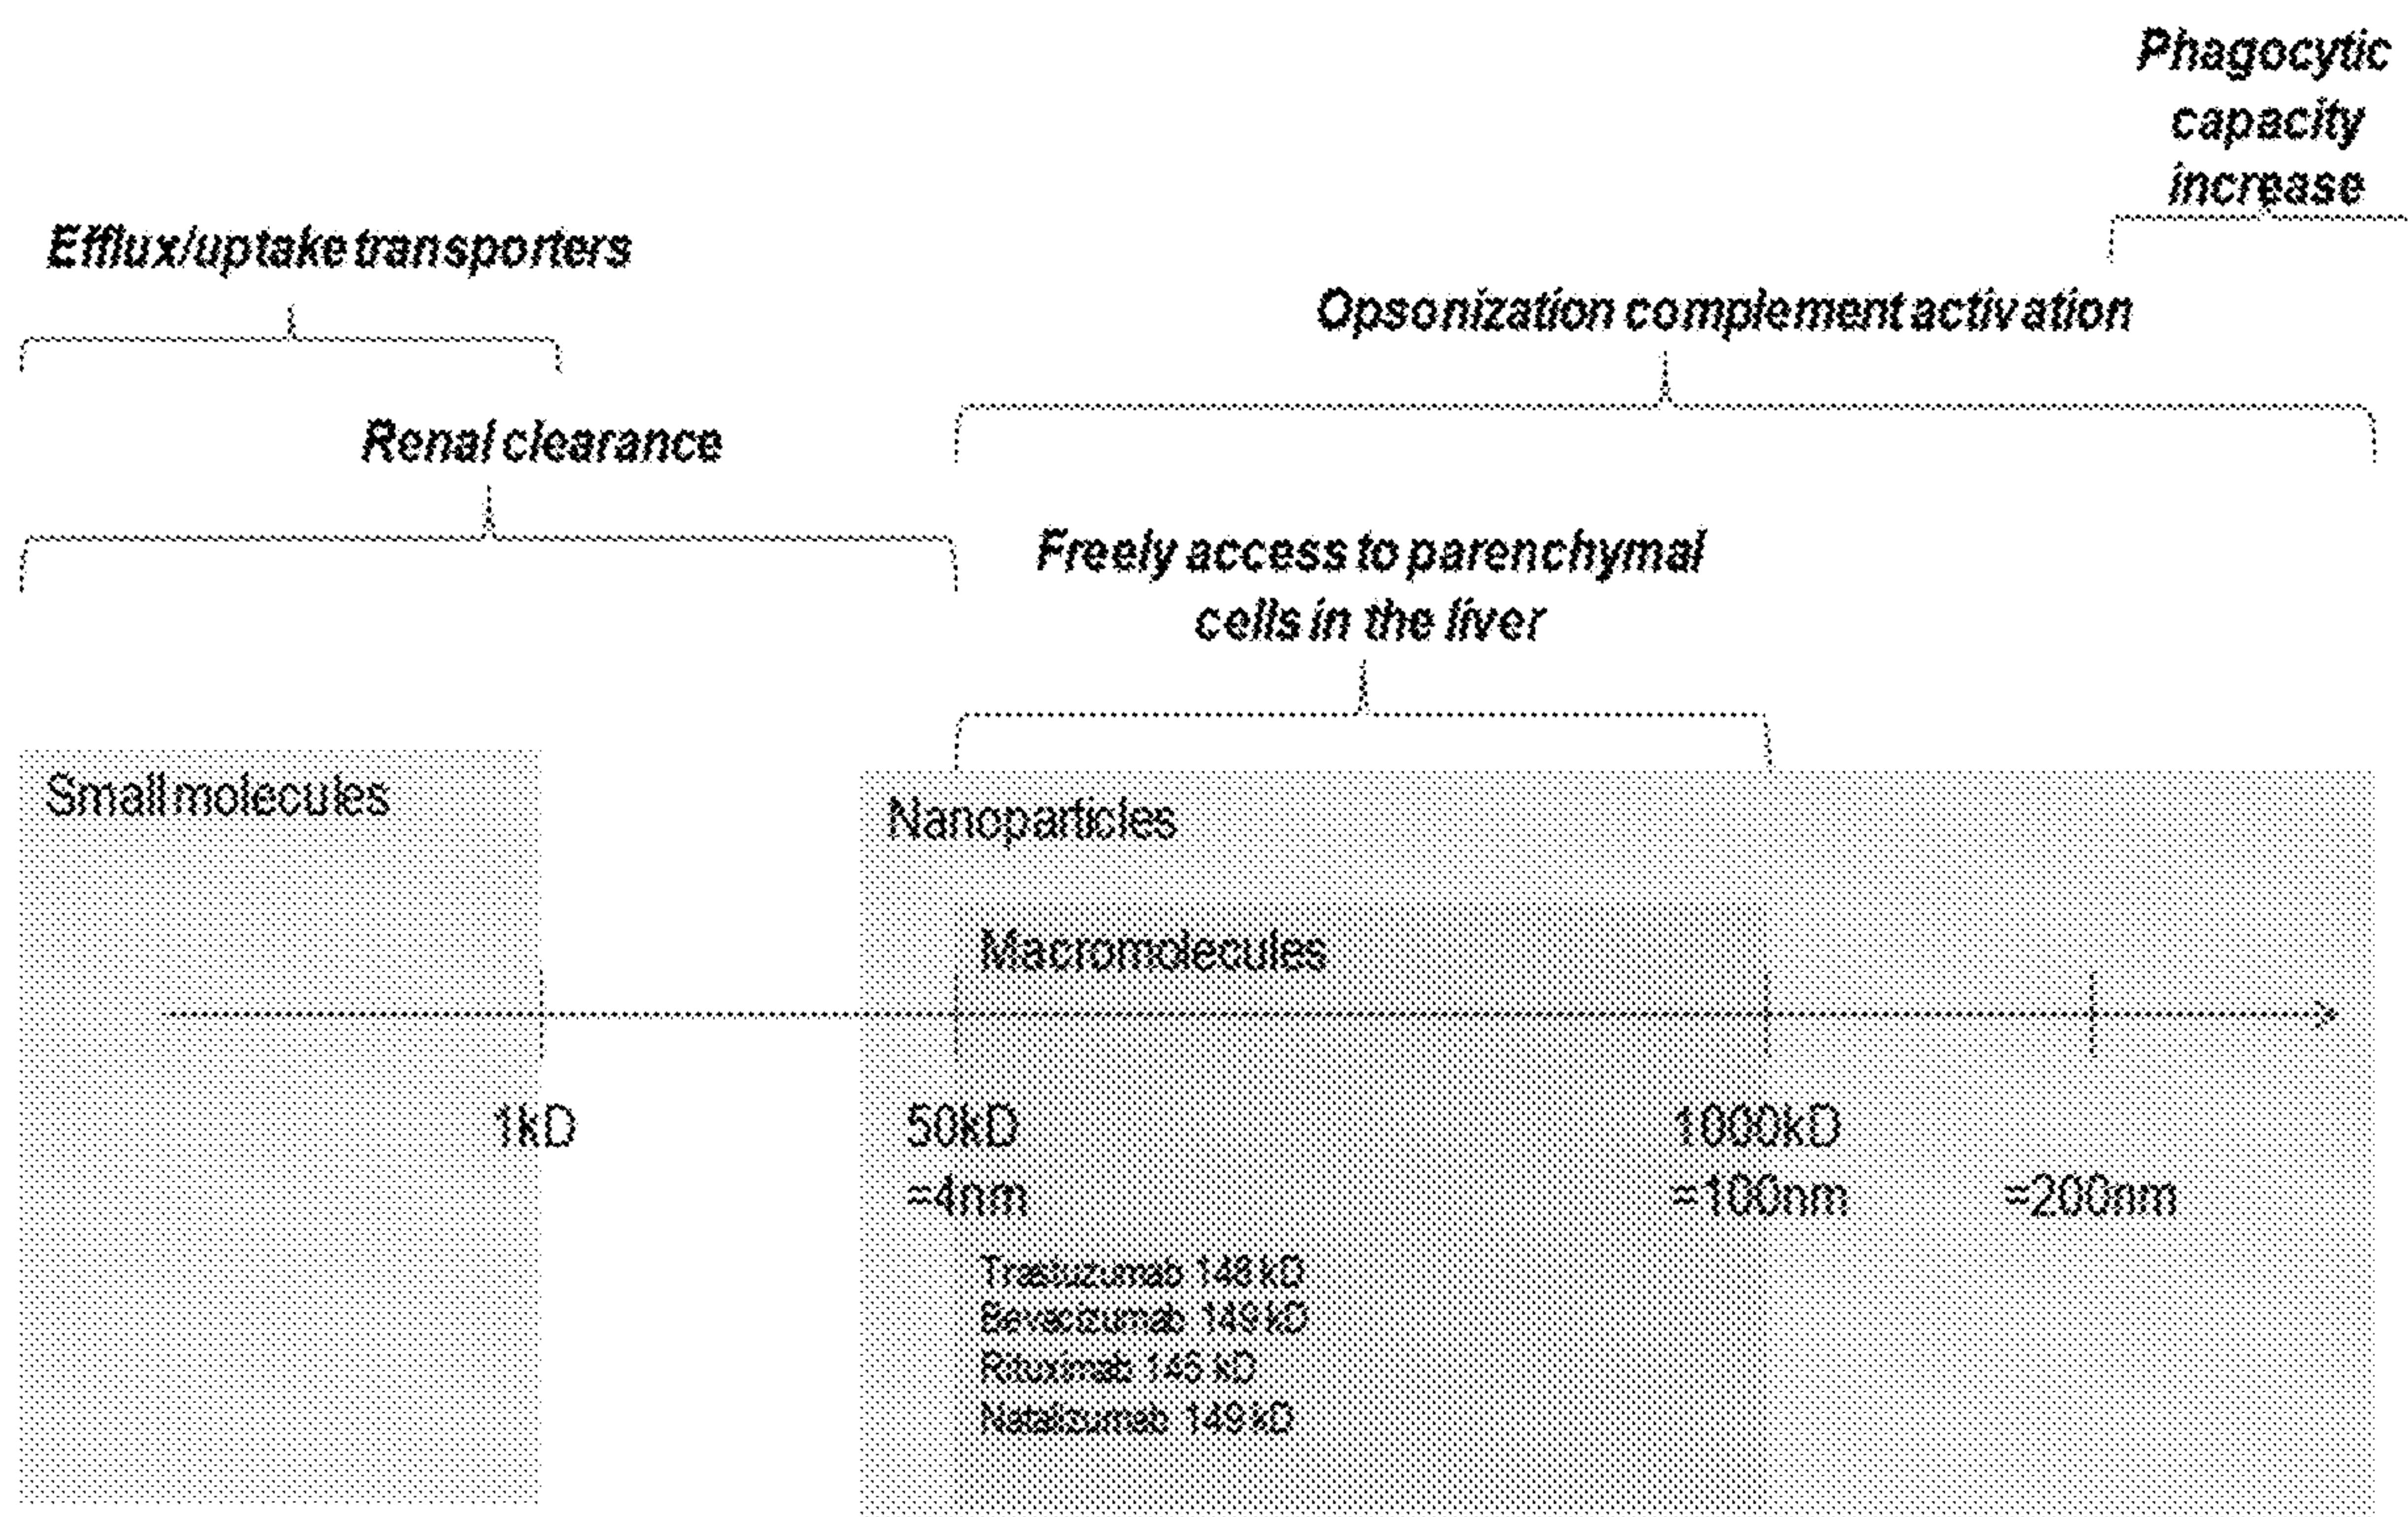 Phagocytic
capacity
increase
Efflux/uptake transporters
Opsonization complement activation
Renal clearance
Freely access to parenchymal
cells in the liver
Small molecules
Nanoparticles
Macromolecules
1kD
50kD
=4nm
1000kD
=100nm
=200nm
Trastuzumab 148 kD
Bevacizumab 149 kD
Rituximab 145 kD
Natalizumab 149 kD